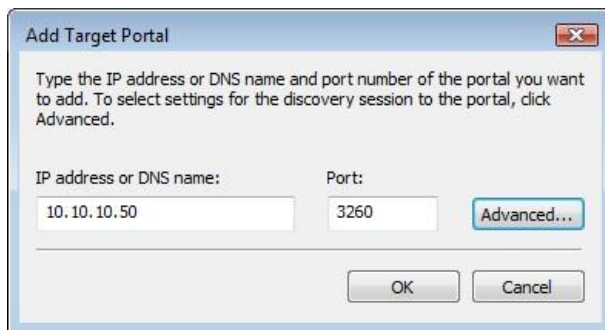 Add Target Portal
Type the IP address or DNS name and port number of the portal you want
to add. To select settings for the discovery session to the portal, click
Advanced.
IP address or DNS name: Port:
10.10.10.50 3260 Advanced...
OK Cancel